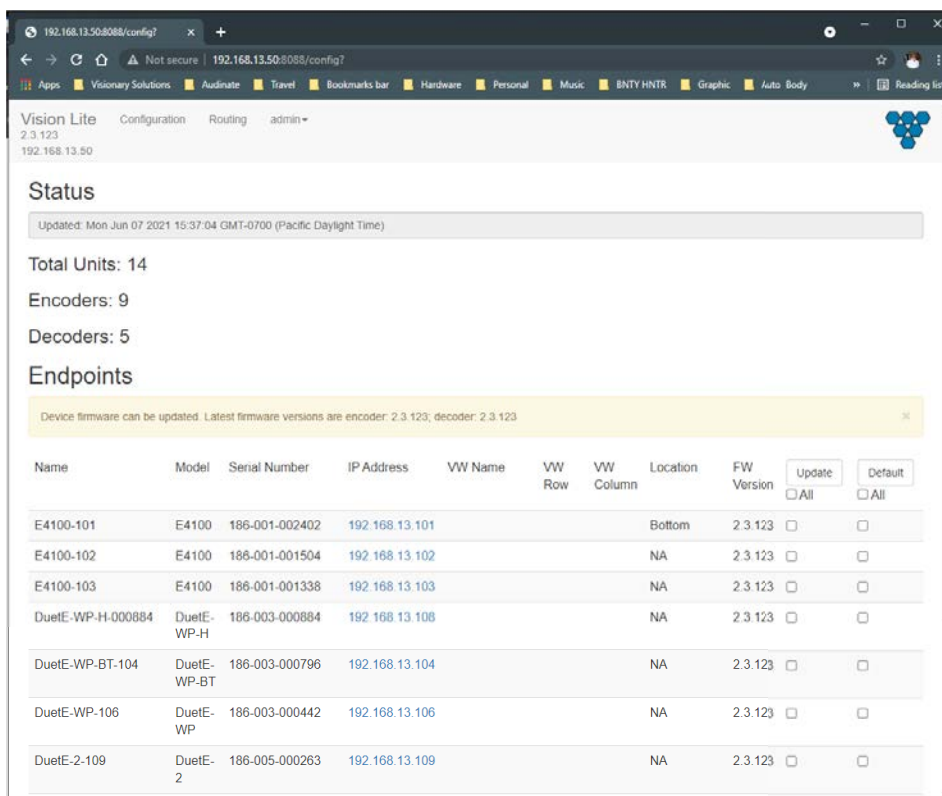 192.168.13.50:8088/config?
Not secure | 192.168.13.50:8088/config?
Apps Visionary Solutions Audinate Travel Bookmarks bar Hardware Personal Music BNTY HNTR Graphic Auto Body » Reading lis
Vision Lite Configuration Routing admin
2.3.123
192.168.13.50
Status
Updated: Mon Jun 07 2021 15:37:04 GMT-0700 (Pacific Daylight Time)
Total Units: 14
Encoders: 9
Decoders: 5
Endpoints
Device firmware can be updated. Latest firmware versions are encoder: 2.3.123; decoder: 2.3.123 ×
Name Model Serial Number IP Address VW Name VW Row VW Column Location FW Version Update All Default All
E4100-101 E4100 186-001-002402 192.168.13.101 Bottom 2.3.123
E4100-102 E4100 186-001-001504 192.168.13.102 NA 2.3.123
E4100-103 E4100 186-001-001338 192.168.13.103 NA 2.3.123
DuetE-WP-H-000884 DuetE-WP-H 186-003-000884 192.168.13.108 NA 2.3.123
DuetE-WP-BT-104 DuetE-WP-BT 186-003-000796 192.168.13.104 NA 2.3.123
DuetE-WP-106 DuetE-WP 186-003-000442 192.168.13.106 NA 2.3.123
DuetE-2-109 DuetE-2 186-005-000263 192.168.13.109 NA 2.3.123